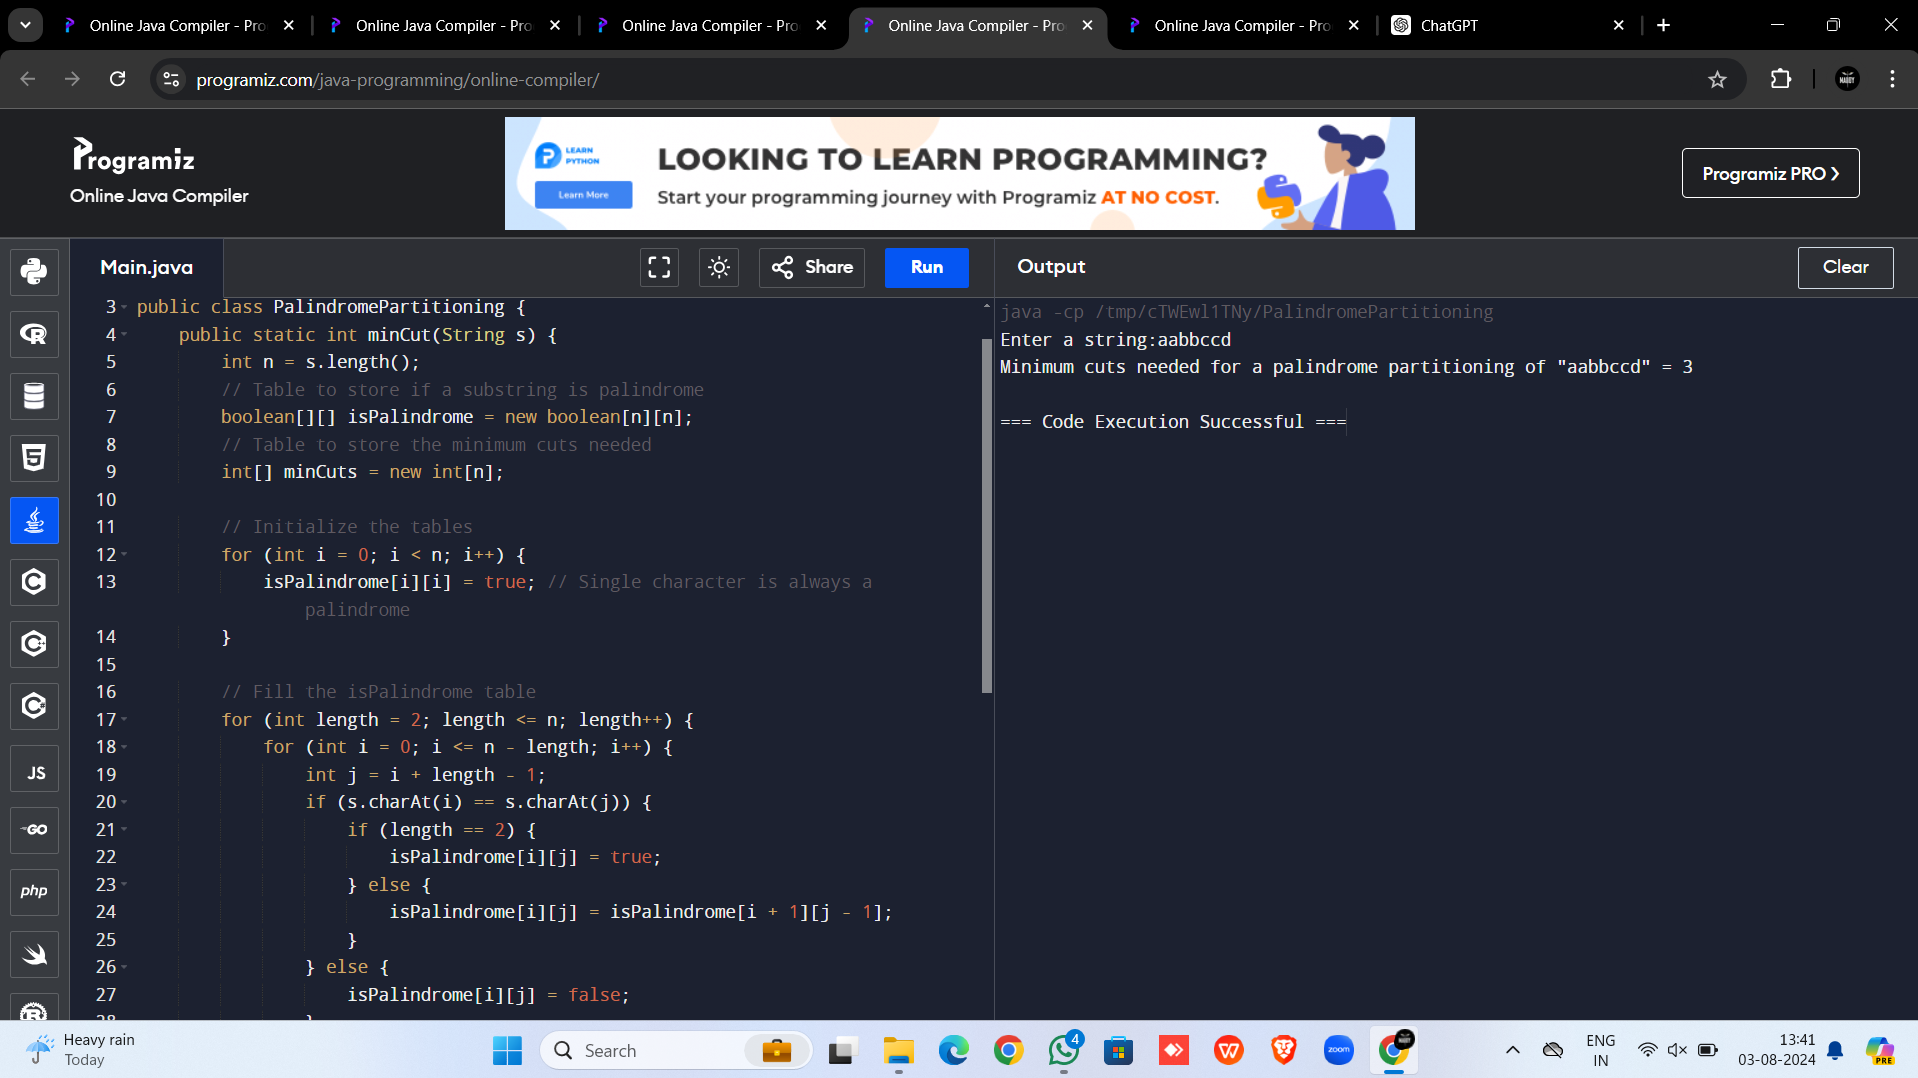 Online Java Compiler - Pro
Online Java Compiler - Pro
Online Java Compiler - Pro
Online Java Compiler - Pro
Online Java Compiler - Pro
ChatGPT
programiz.com/java-programming/online-compiler/
Programiz
Online Java Compiler
LEARN
PYTHON
Learn More
LOOKING TO LEARN PROGRAMMING?
Start your programming journey with Programiz AT NO COST.
Programiz PRO
Main.java
Share
Run
Output
Clear
3 public class PalindromePartitioning {
4 public static int minCut(String s) {
5 int n = s.length();
6 // Table to store if a substring is palindrome
7 boolean[][] isPalindrome = new boolean[n][n];
8 // Table to store the minimum cuts needed
9 int[] minCuts = new int[n];
10
11 // Initialize the tables
12 for (int i = 0; i < n; i++) {
13 isPalindrome[i][i] = true; // Single character is always a
palindrome
14 }
15
16 // Fill the isPalindrome table
17 for (int length = 2; length <= n; length++) {
18 for (int i = 0; i <= n - length; i++) {
19 int j = i + length - 1;
20 if (s.charAt(i) == s.charAt(j)) {
21 if (length == 2) {
22 isPalindrome[i][j] = true;
23 } else {
24 isPalindrome[i][j] = isPalindrome[i + 1][j - 1];
25 }
26 } else {
27 isPalindrome[i][j] = false;
java -cp /tmp/cTWEwl1TNy/PalindromePartitioning
Enter a string:aabbccd
Minimum cuts needed for a palindrome partitioning of "aabbccd" = 3
=== Code Execution Successful ===
JS
GO
php
Heavy rain
Today
Search
4
zoom
ENG
IN
13:41
03-08-2024
PRE